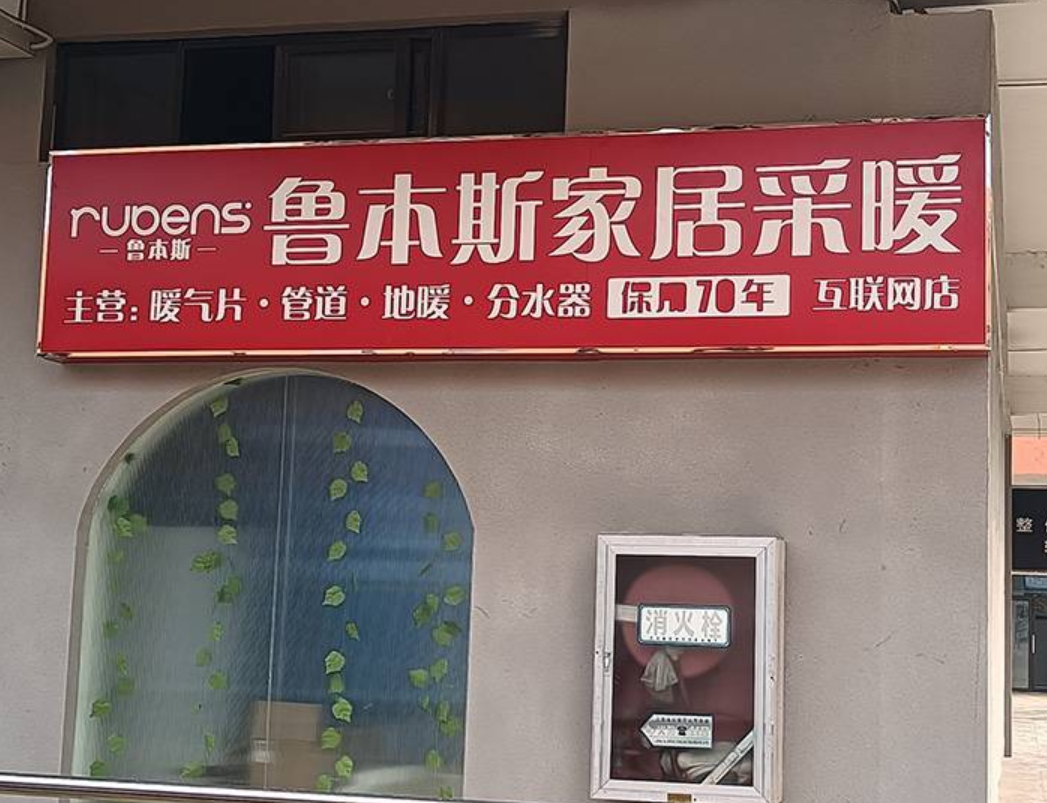 rubens
鲁本斯
鲁本斯家居采暖
主营:暖气片·管道·地暖·分水器 保用70年 互联网店
消火栓
整